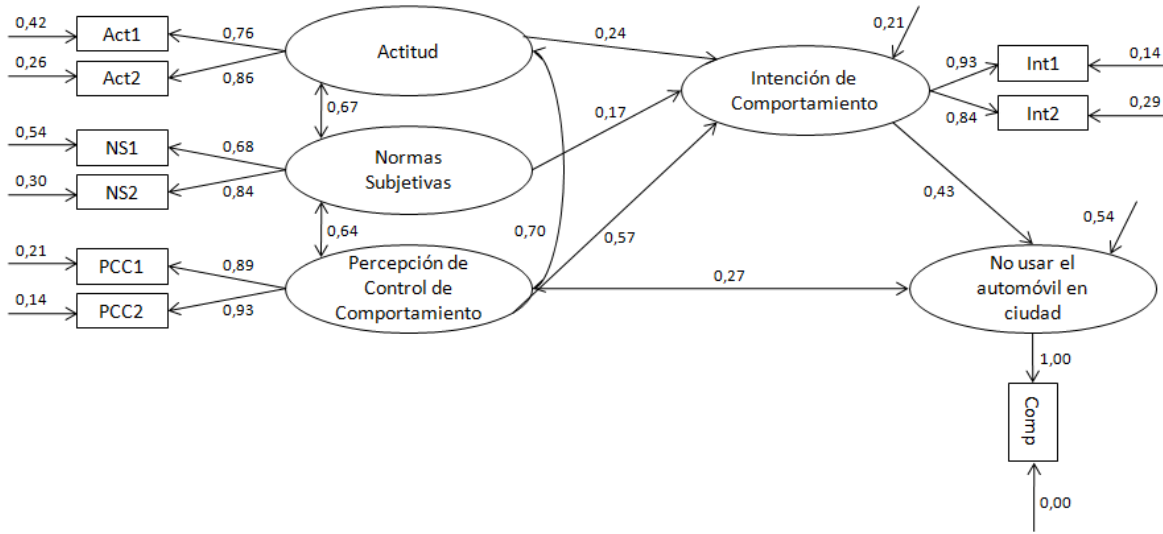 0,42
Act1
0,76
0,26
Act2
0,86
Actitud
0,24
0,21
Intención de
Comportamiento
0,93
Int1
0,14
0,84
Int2
0,29
0,67
0,17
0,54
NS1
0,68
0,30
NS2
0,84
Normas
Subjetivas
0,64
0,70
0,57
0,43
0,54
0,21
PCC1
0,89
0,14
PCC2
0,93
Percepción de
Control de
Comportamiento
0,27
No usar el
automóvil en
ciudad
1,00
Comp
0,00